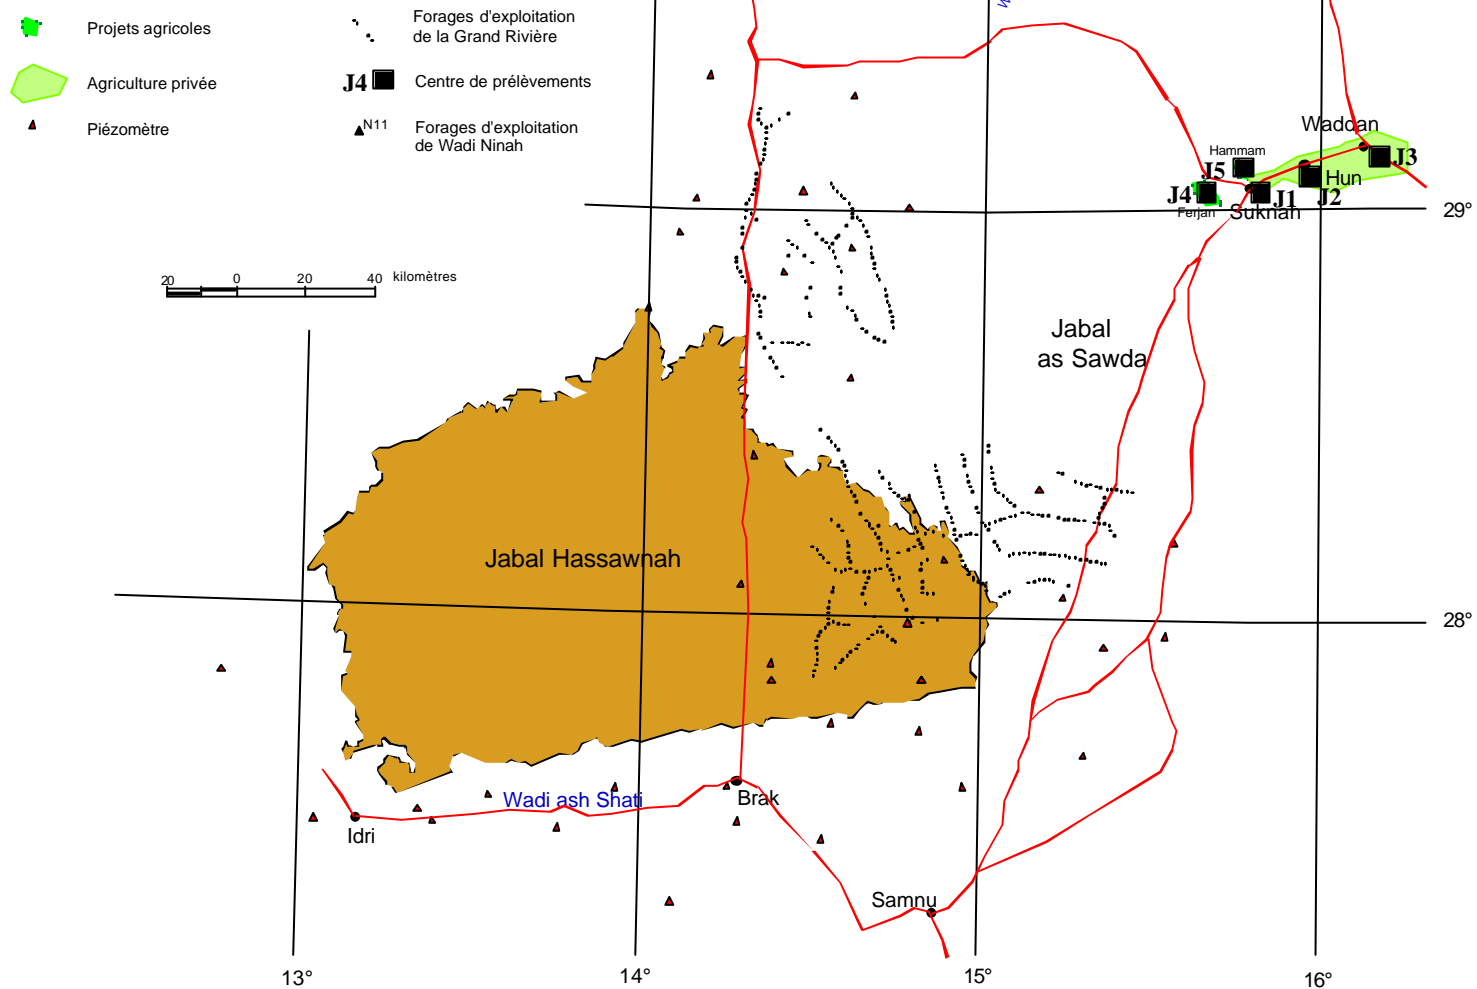 Projets agricoles
Forages d'exploitation
de la Grand Rivière
Agriculture privée
J4
Centre de prélèvements
Piézomètre
N11
Forages d'exploitation
de Wadi Ninah
Waddan
Hammam
J3
J5
Hun
J4
J1
J2
Ferjan
Suknah
29°
20 0 20 40 kilomètres
Jabal
as Sawda
Jabal Hassawnah
28°
Wadi ash Shati
Brak
Idri
Samnu
13°
14°
15°
16°